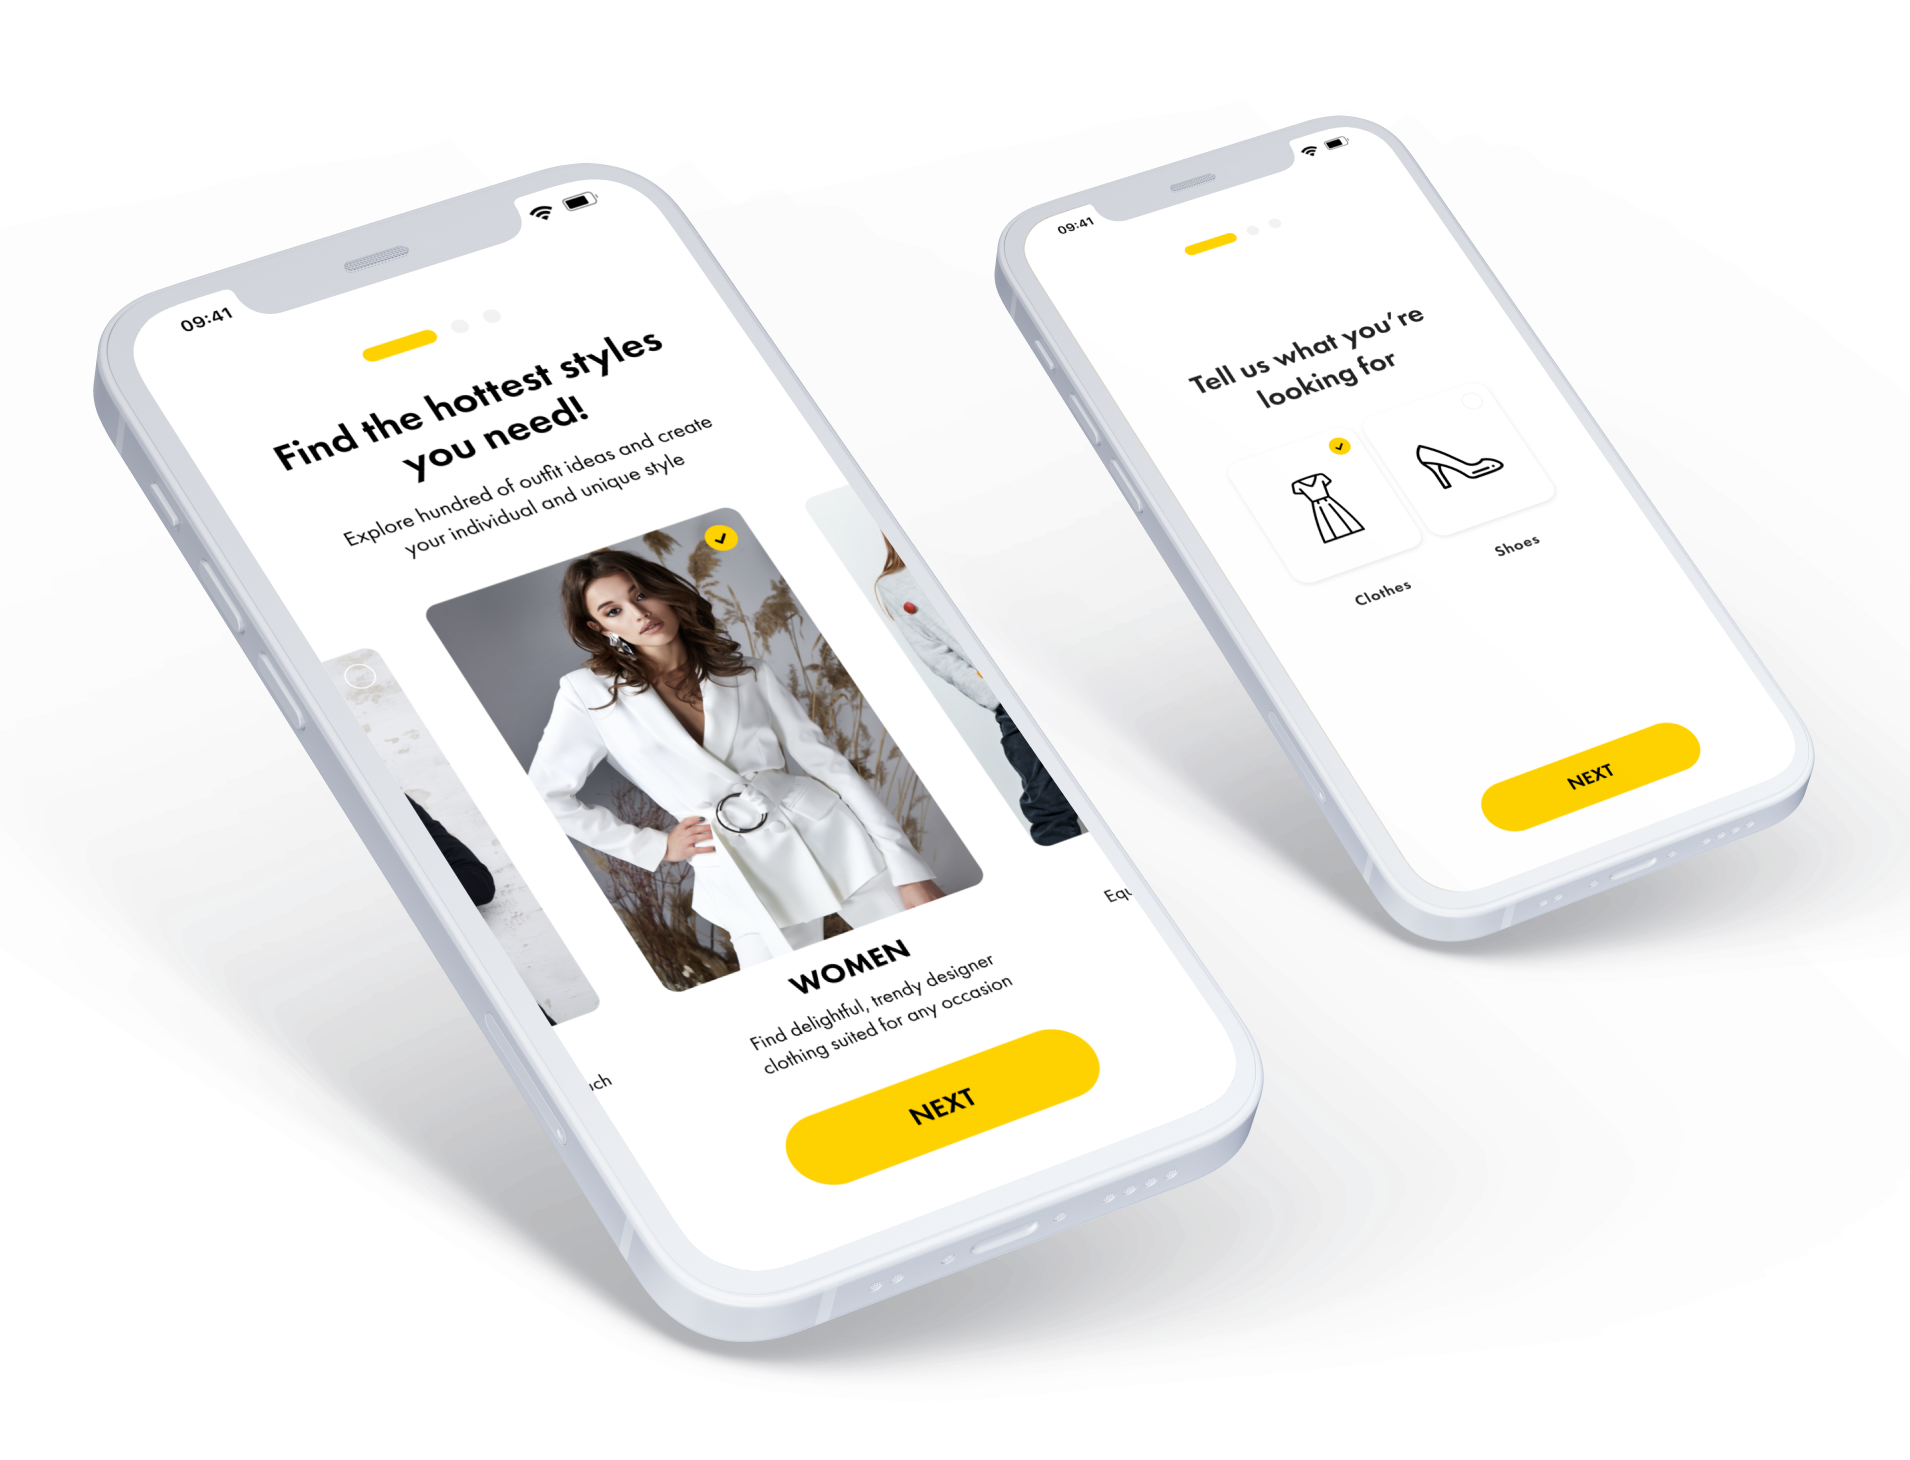 09:41
Find the hottest styles
you need!
Explore hundred of outfit ideas and create
your individual and unique style
WOMEN
Find delightful, trendy designer
clothing suited for any occasion
NEXT
09:41
Tell us what you're
looking for
Clothes
Shoes
NEXT